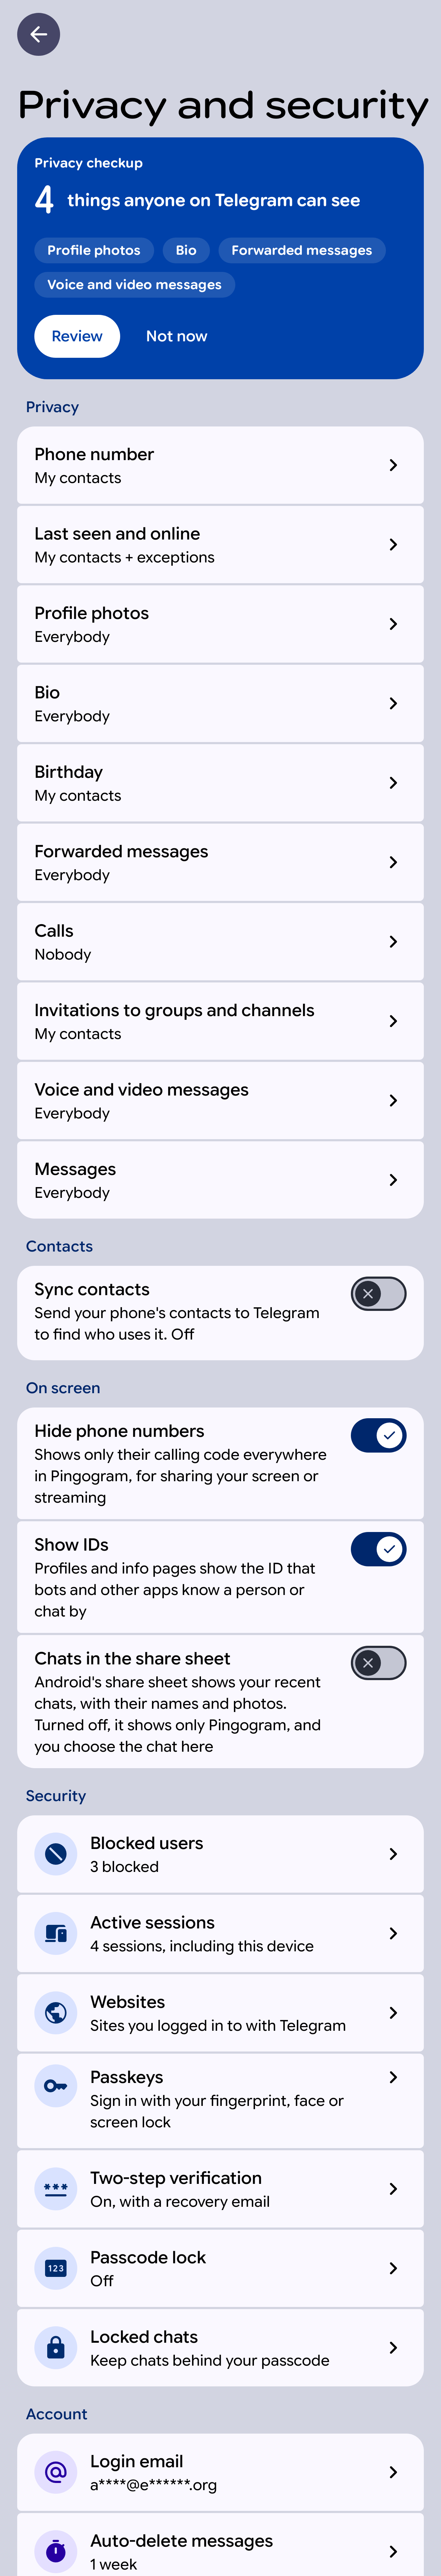 Privacy and security
Privacy checkup
4 things anyone on Telegram can see
Profile photos Bio Forwarded messages
Voice and video messages
Review Not now
Privacy
Phone number
My contacts
Last seen and online
My contacts + exceptions
Profile photos
Everybody
Bio
Everybody
Birthday
My contacts
Forwarded messages
Everybody
Calls
Nobody
Invitations to groups and channels
My contacts
Voice and video messages
Everybody
Messages
Everybody
Contacts
Sync contacts
Send your phone's contacts to Telegram
to find who uses it. Off
On screen
Hide phone numbers
Shows only their calling code everywhere
in Pingogram, for sharing your screen or
streaming
Show IDs
Profiles and info pages show the ID that
bots and other apps know a person or
chat by
Chats in the share sheet
Android's share sheet shows your recent
chats, with their names and photos.
Turned off, it shows only Pingogram, and
you choose the chat here
Security
Blocked users
3 blocked
Active sessions
4 sessions, including this device
Websites
Sites you logged in to with Telegram
Passkeys
Sign in with your fingerprint, face or
screen lock
Two-step verification
On, with a recovery email
123
Passcode lock
Off
Locked chats
Keep chats behind your passcode
Account
Login email
a****@e******.org
Auto-delete messages
1 week